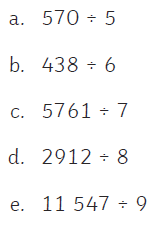 a. 570 ÷ 5
b. 438 ÷ 6
c. 5761 ÷ 7
d. 2912 ÷ 8
e. 11 547 ÷ 9